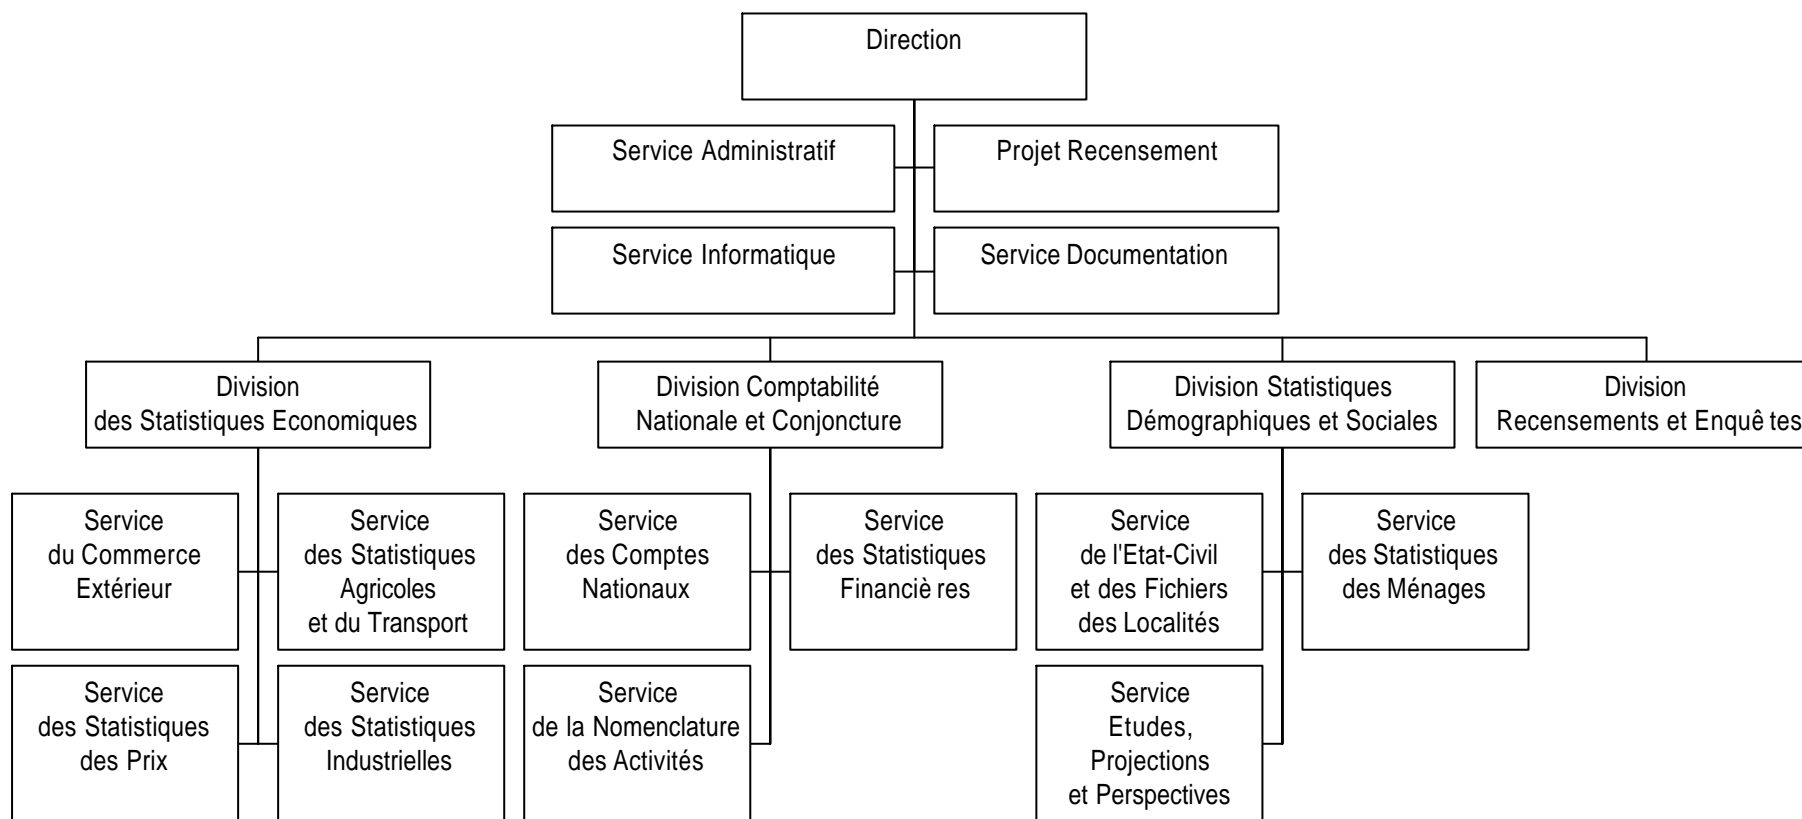 Direction
Service Administratif
Projet Recensement
Service Informatique
Service Documentation
Division
des Statistiques Economiques
Division Comptabilité
Nationale et Conjoncture
Division Statistiques
Démographiques et Sociales
Division
Recensements et Enquê tes
Service
du Commerce
Extérieur
Service
des Statistiques
Agricoles
et du Transport
Service
des Comptes
Nationaux
Service
des Statistiques
Financiè res
Service
de l'Etat-Civil
et des Fichiers
des Localités
Service
des Statistiques
des Ménages
Service
des Statistiques
des Prix
Service
des Statistiques
Industrielles
Service
de la Nomenclature
des Activités
Service
Etudes,
Projections
et Perspectives